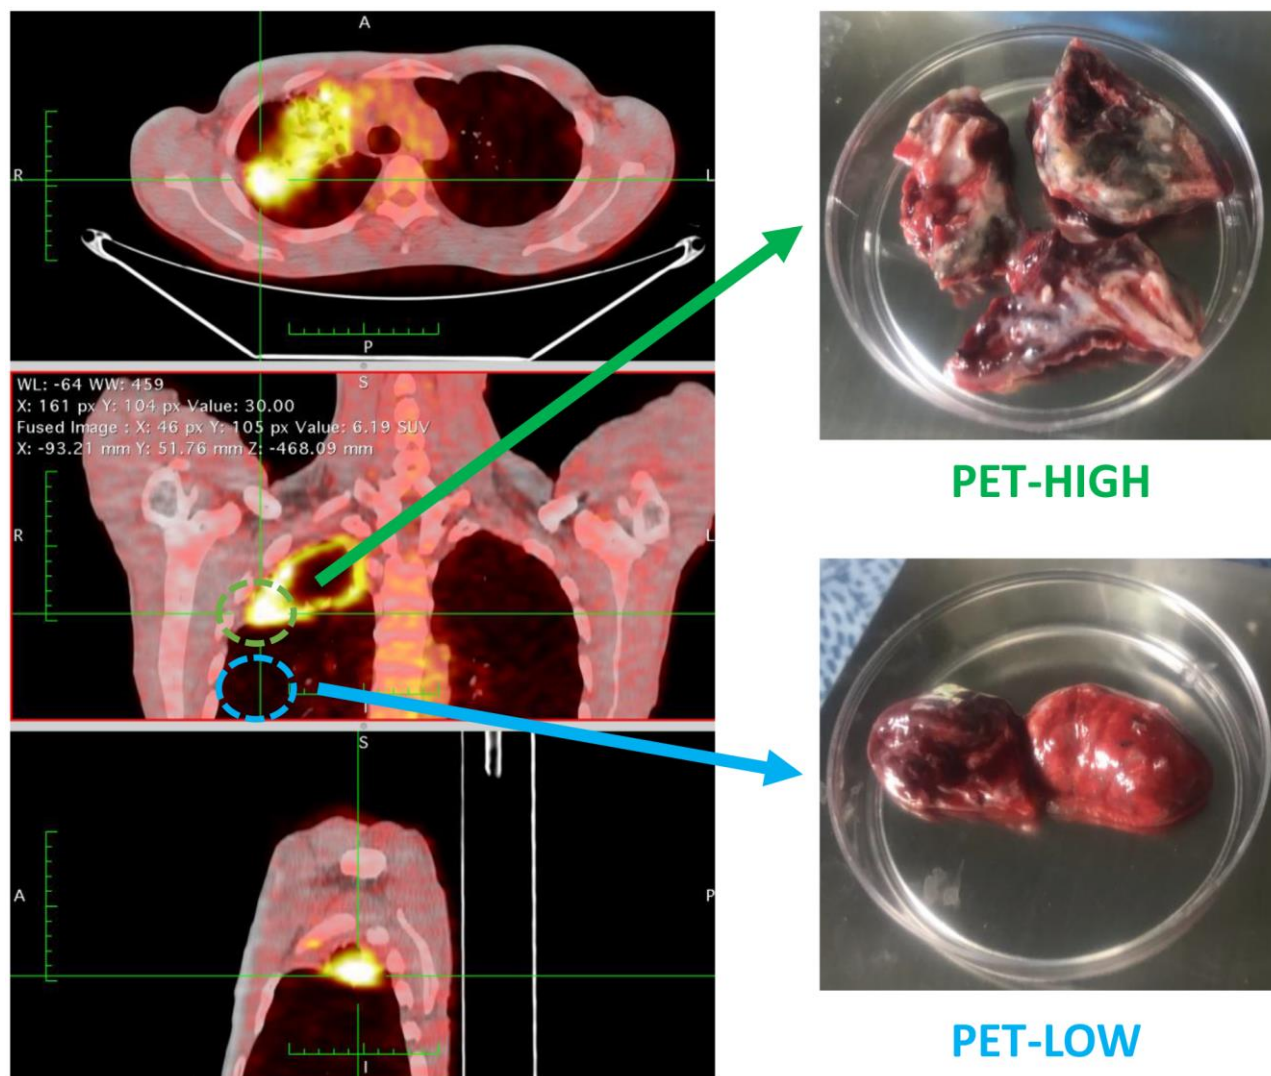 A
R
L
P
WL: -64 WW: 459
X: 161 px Y: 104 px Value: 30.00
Fused Image : X: 46 px Y: 105 px Value: 6.19 SUV
X: -93.21 mm Y: 51.76 mm Z: -468.09 mm
S
R
L
I
S
A
P
I
PET-HIGH
PET-LOW